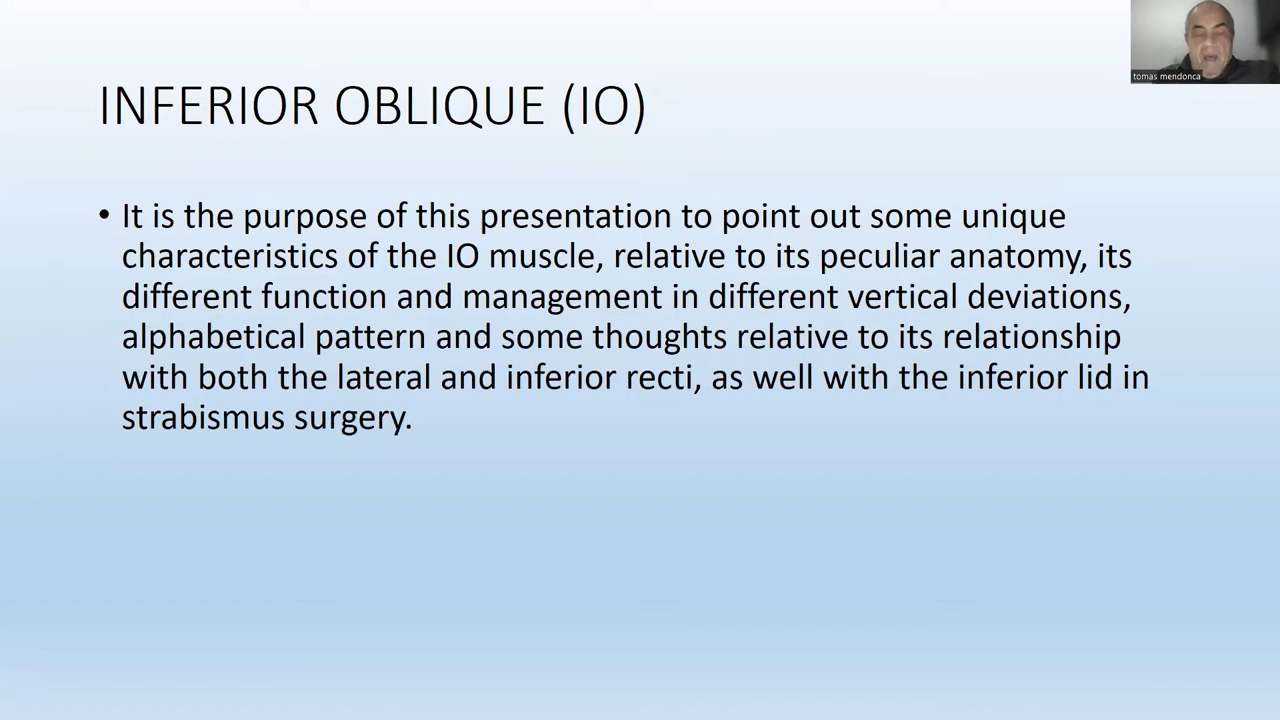 tomas mendonca
INFERIOR OBLIQUE (IO)
• It is the purpose of this presentation to point out some unique
characteristics of the IO muscle, relative to its peculiar anatomy, its
different function and management in different vertical deviations,
alphabetical pattern and some thoughts relative to its relationship
with both the lateral and inferior recti, as well with the inferior lid in
strabismus surgery.